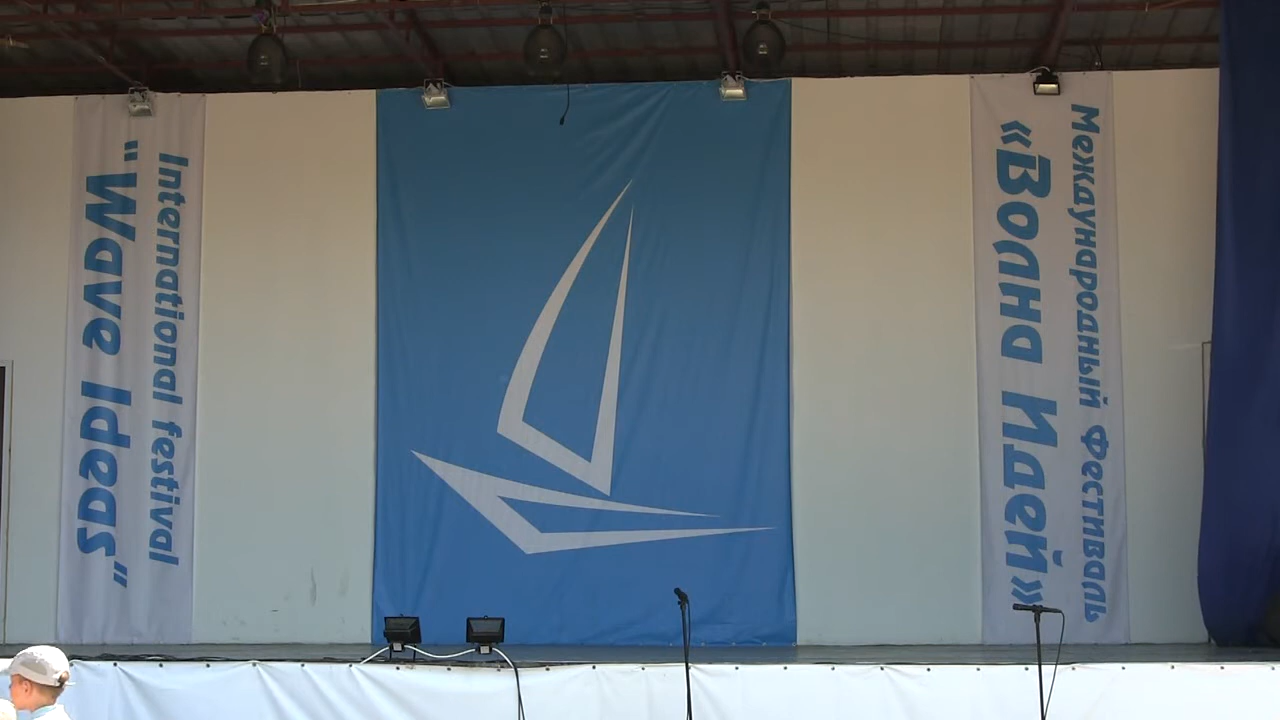 International festival
“Wave Ideas”
Международный Фестиваль
«Волна Идей»